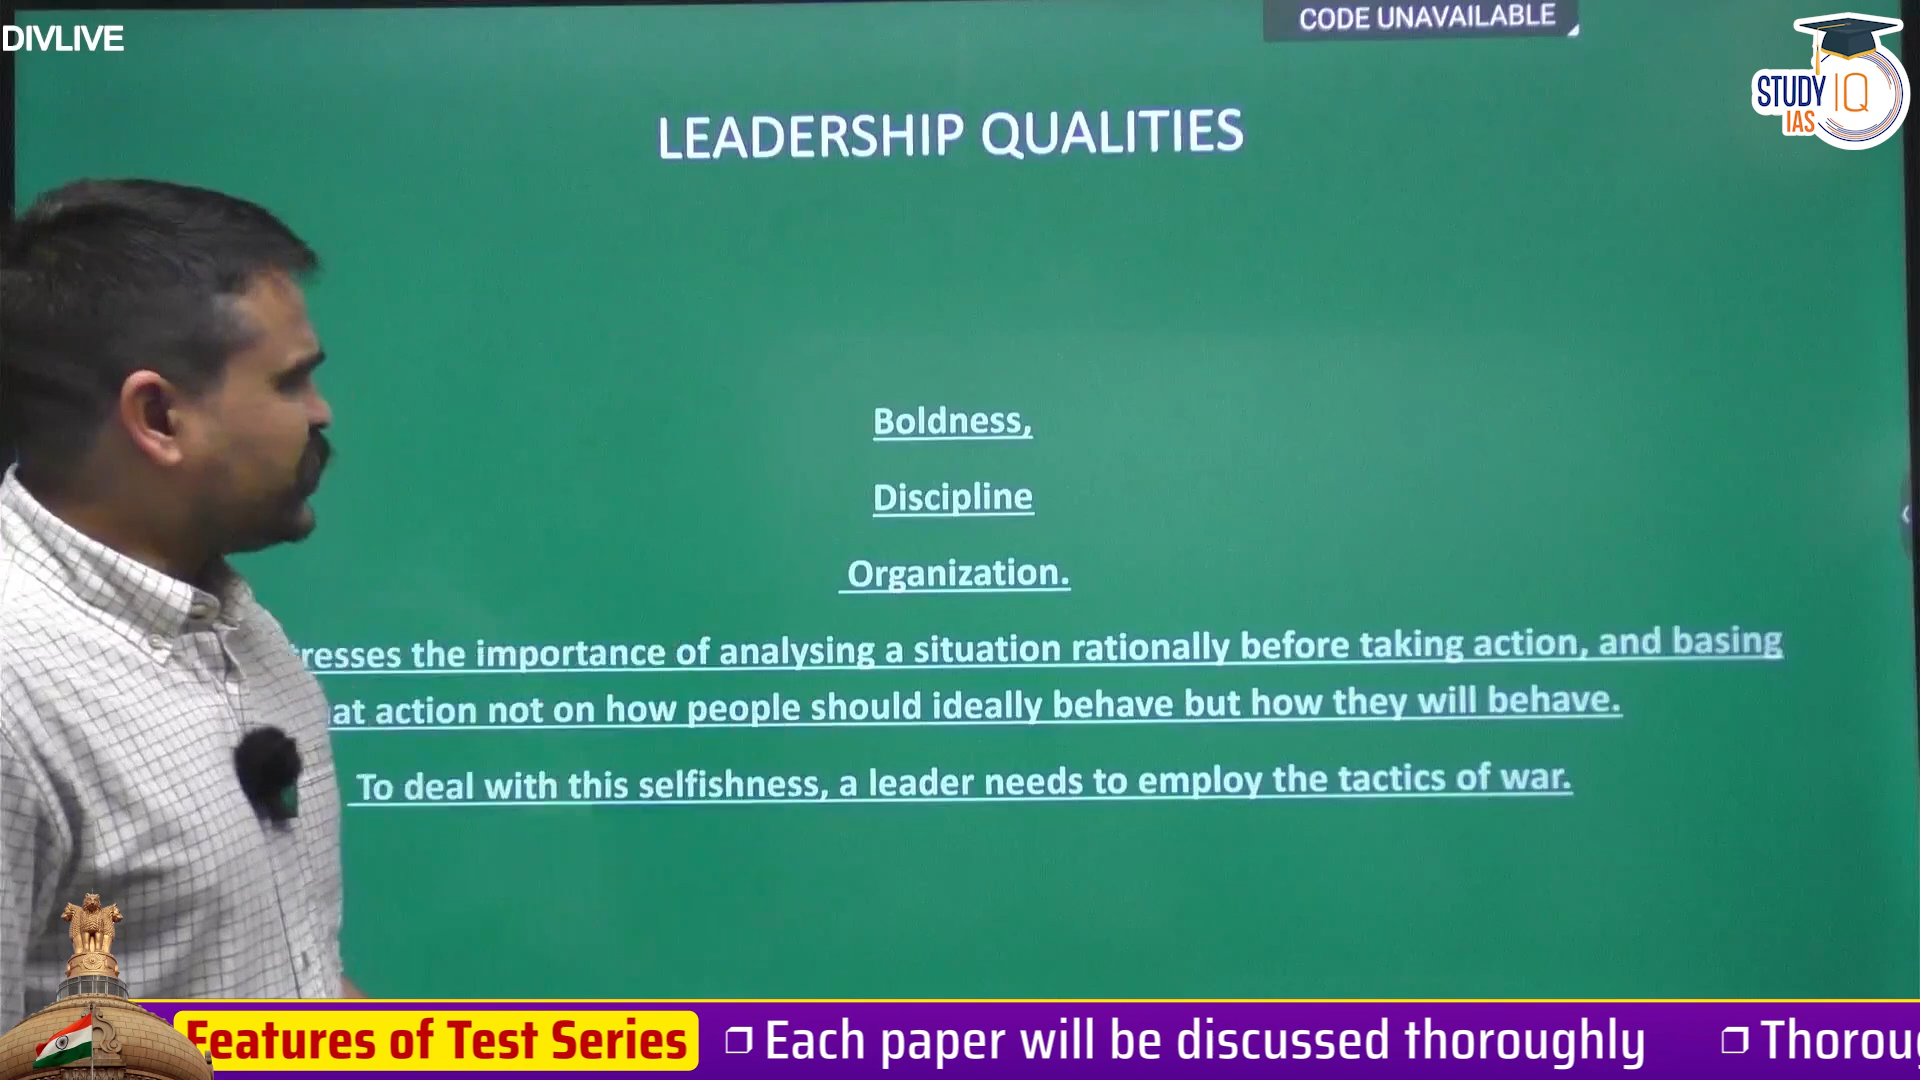 DIVLIVE
CODE UNAVAILABLE
STUDY IQ
IAS
LEADERSHIP QUALITIES
Boldness,
Discipline
Organization.
the importance of analysing a situation rationally before taking action, and basing
action not on how people should ideally behave but how they will behave.
To deal with this selfishness, a leader needs to employ the tactics of war.
Features of Test Series ❐ Each paper will be discussed thoroughly ❐